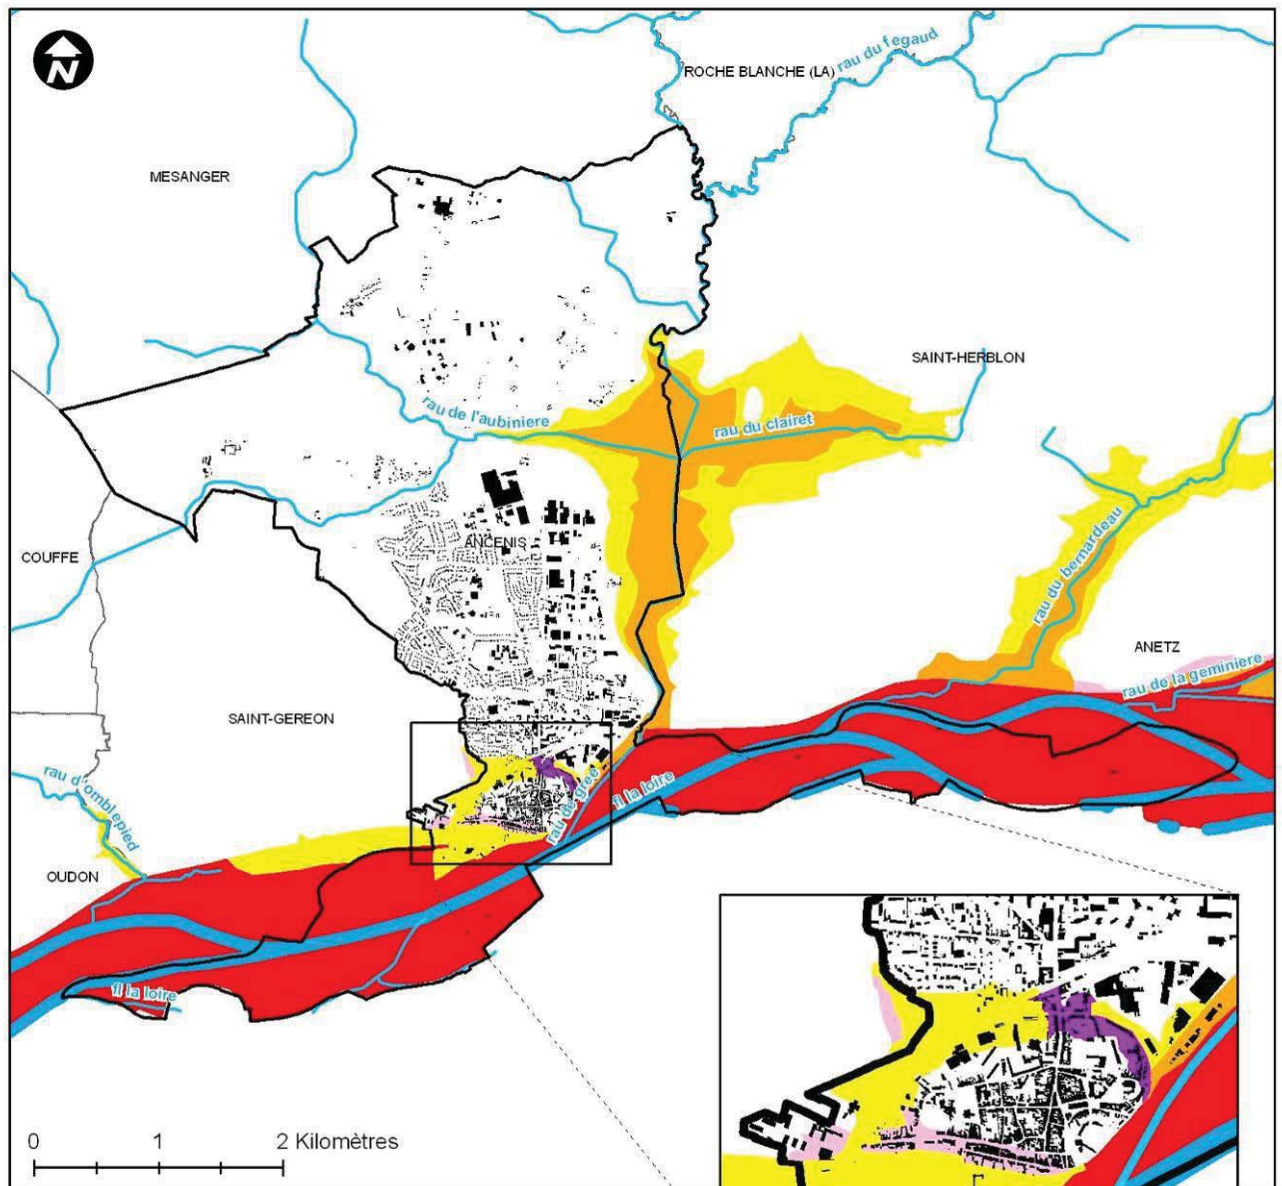 N
ROCHE BLANCHE (LA)
rau du fegaud
MESANGER
SAINT-HERBLON
rau de l'aubiniere
rau du clairet
ANCENIS
COUFFE
rau du bernardeau
ANETZ
rau de la geminiere
SAINT-GEREON
rau d'omblepied
rau de gree
fl la loire
OUDON
fl la loire
0 1 2 Kilomètres